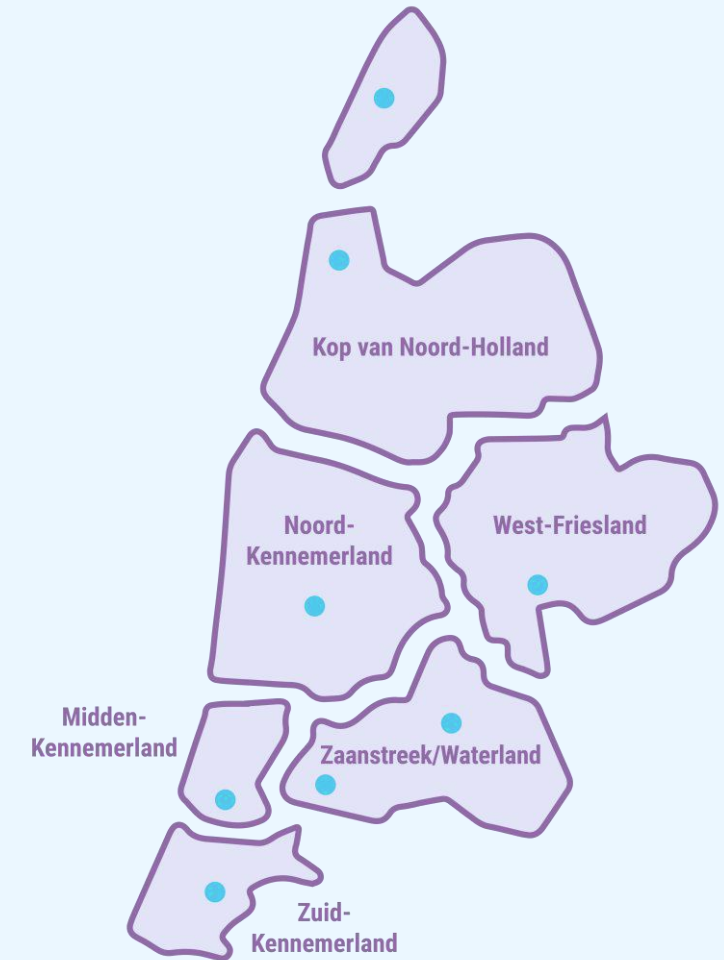 Kop van Noord-Holland
Noord-
Kennemerland
West-Friesland
Midden-
Kennemerland
Zaanstreek/Waterland
Zuid-
Kennemerland